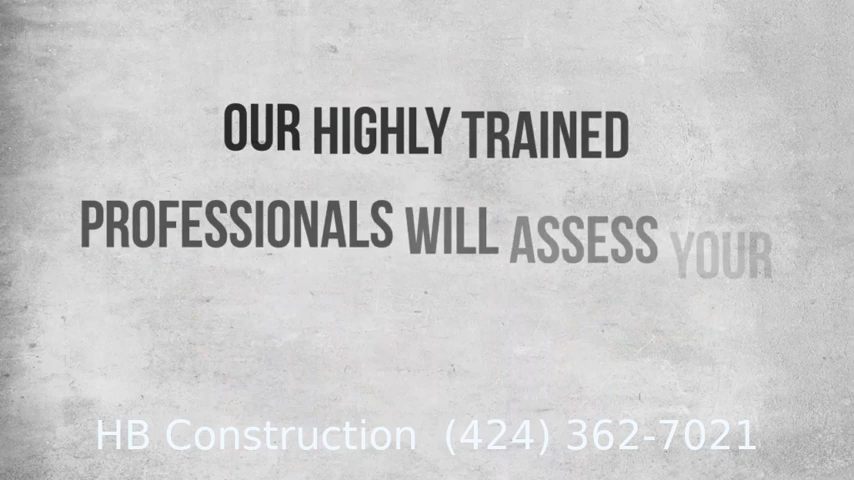 OUR HIGHLY TRAINED
PROFESSIONALS WILL ASSESS YOUR
HB Construction  (424) 362-7021